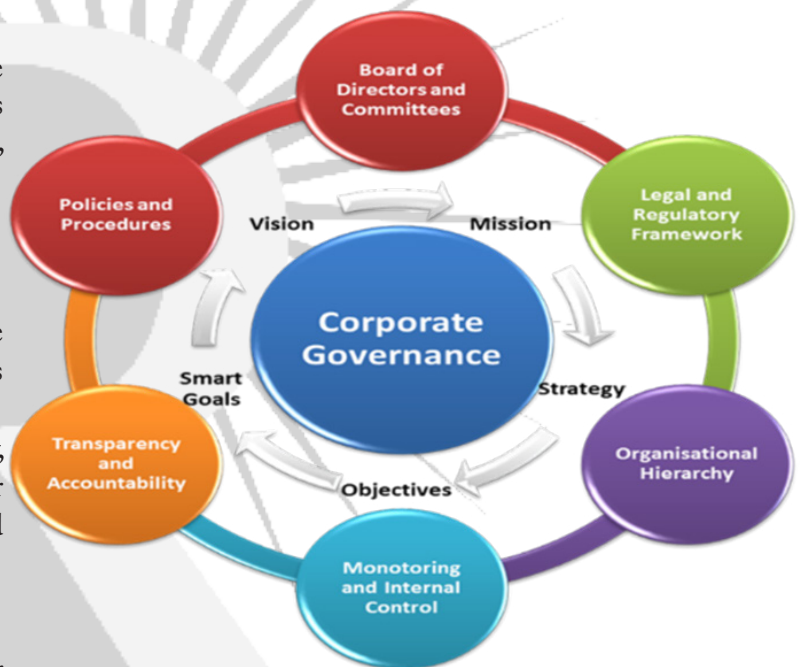 Board of
Directors and
Committees
Policies and
Procedures
Legal and
Regulatory
Framework
Vision
Mission
Corporate
Governance
Smart
Goals
Strategy
Transparency
and
Accountability
Organisational
Hierarchy
Objectives
Monotoring
and Internal
Control